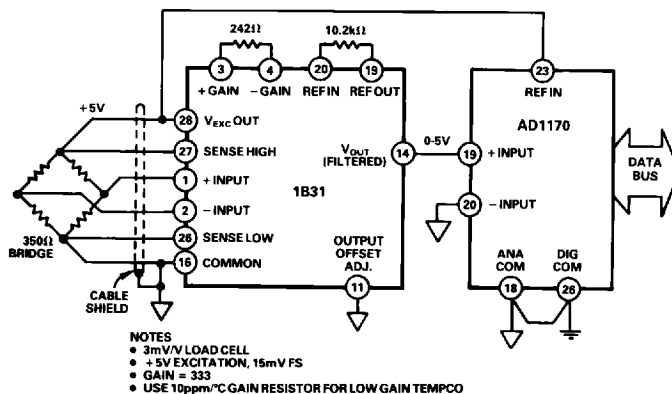 242Ω
10.2kΩ
3
4
20
19
+ GAIN
– GAIN
REF IN
REF OUT
23
REF IN
AD1170
+5V
28
VEXC OUT
27
SENSE HIGH
1
+ INPUT
2
– INPUT
26
SENSE LOW
16
COMMON
1B31
VOUT
(FILTERED)
14
0-5V
19
+ INPUT
20
– INPUT
DATA
BUS
350Ω
BRIDGE
CABLE
SHIELD
OUTPUT
OFFSET
ADJ.
11
ANA
COM
18
DIG
COM
26
NOTES
● 3mV/V LOAD CELL
● +5V EXCITATION, 15mV FS
● GAIN = 333
● USE 10ppm/°C GAIN RESISTOR FOR LOW GAIN TEMPCO